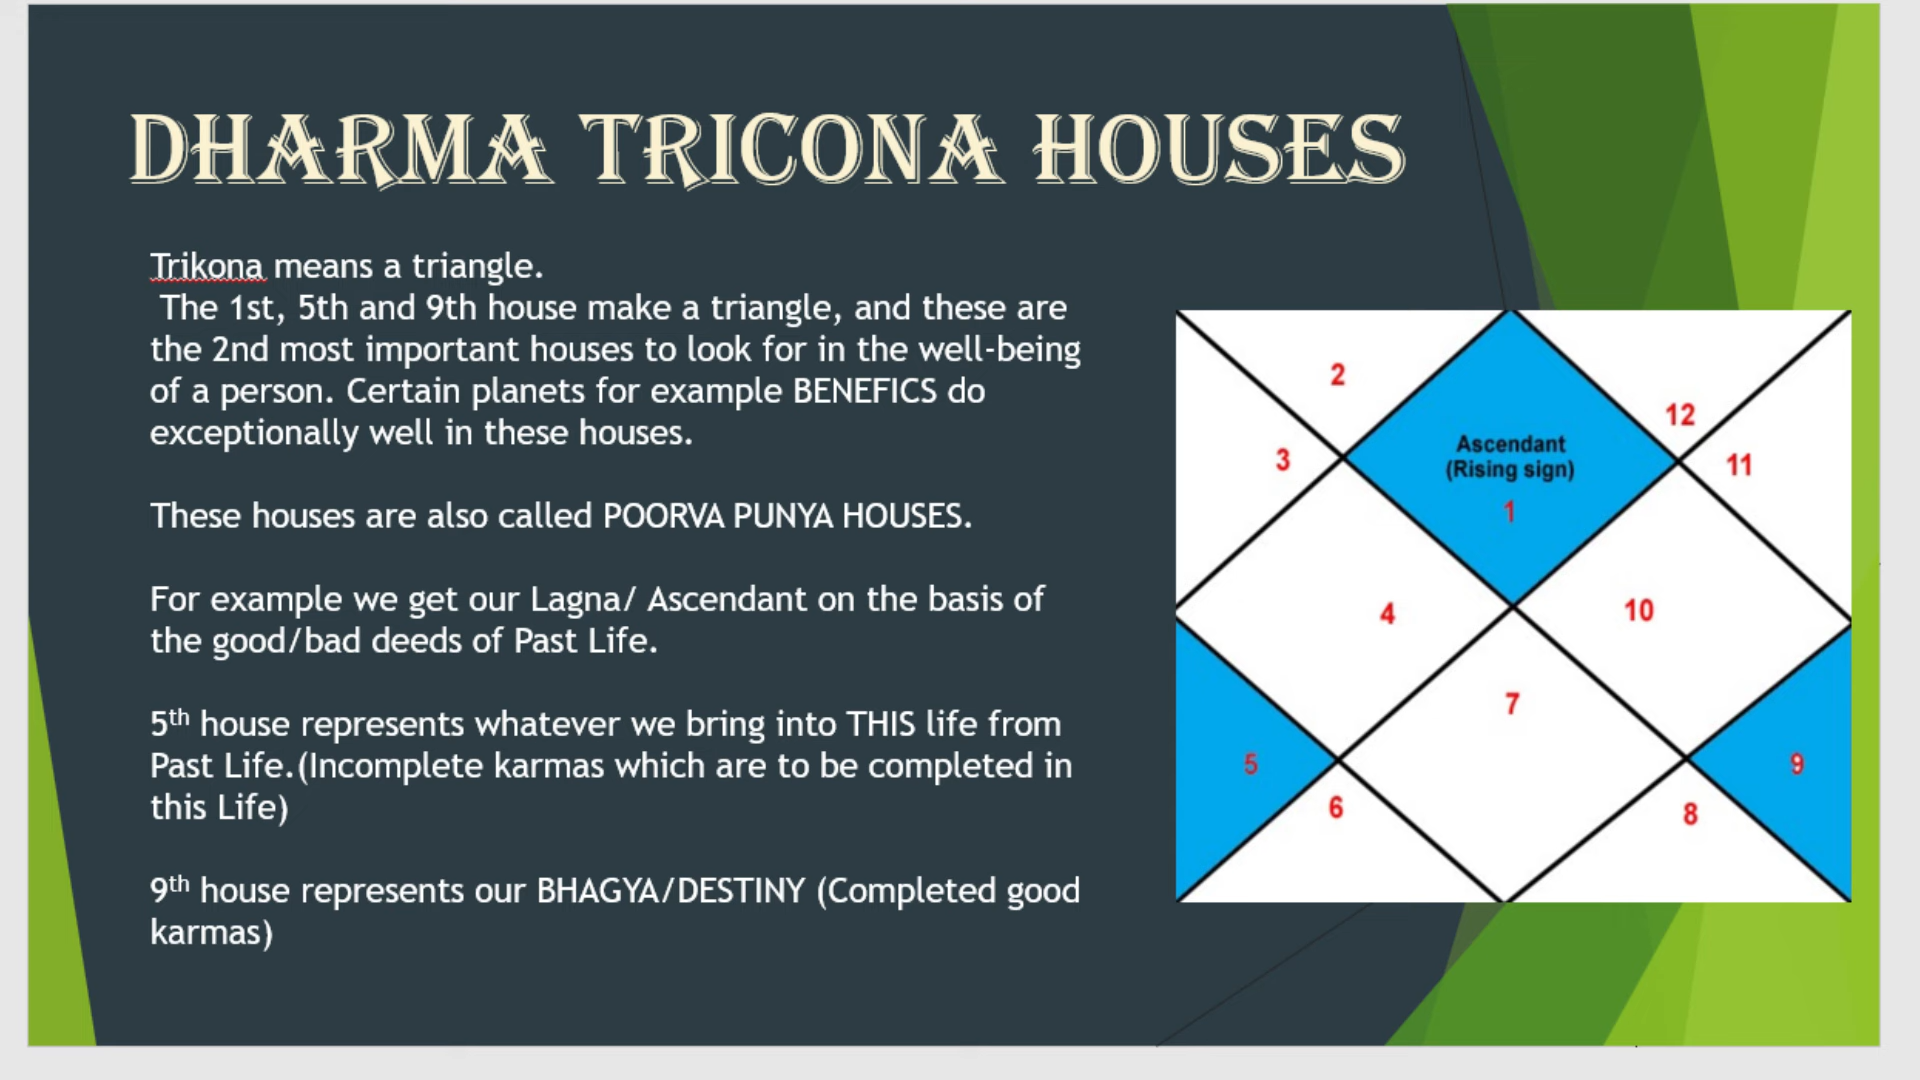 DHARMA TRICONA HOUSES
Trikona means a triangle.
The 1st, 5th and 9th house make a triangle, and these are
the 2nd most important houses to look for in the well-being
of a person. Certain planets for example BENEFICS do
exceptionally well in these houses.
These houses are also called POORVA PUNYA HOUSES.
For example we get our Lagna/ Ascendant on the basis of
the good/bad deeds of Past Life.
5th house represents whatever we bring into THIS life from
Past Life.(Incomplete karmas which are to be completed in
this Life)
9th house represents our BHAGYA/DESTINY (Completed good
karmas)
2
12
Ascendant
(Rising sign)
1
3
11
4
10
7
5
9
6
8